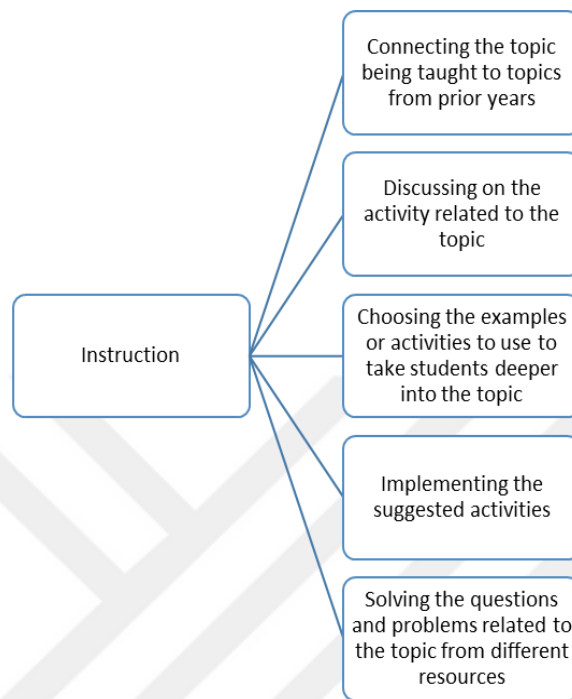 Connecting the topic
being taught to topics
from prior years
Discussing on the
activity related to the
topic
Instruction
Choosing the examples
or activities to use to
take students deeper
into the topic
Implementing the
suggested activities
Solving the questions
and problems related to
the topic from different
resources